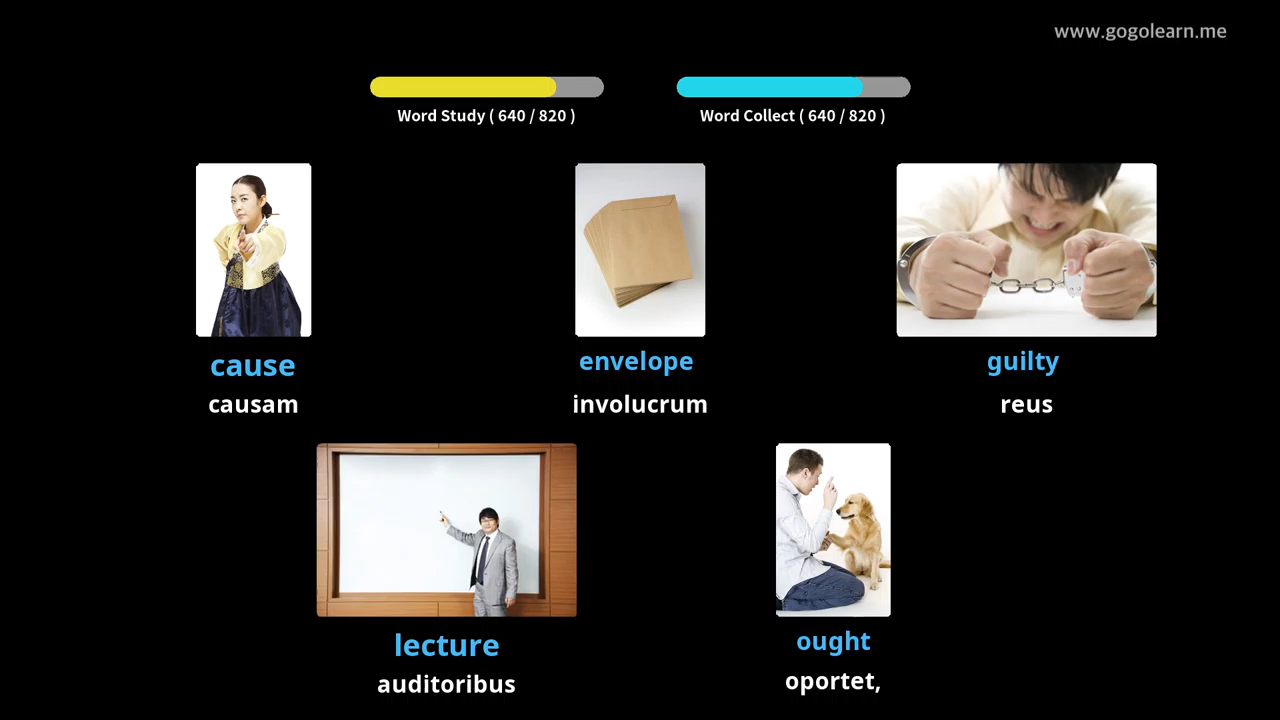 www.gogolearn.me
Word Study ( 640 / 820 )
Word Collect ( 640 / 820 )
cause
causam
envelope
involucrum
guilty
reus
lecture
auditoribus
ought
oportet,